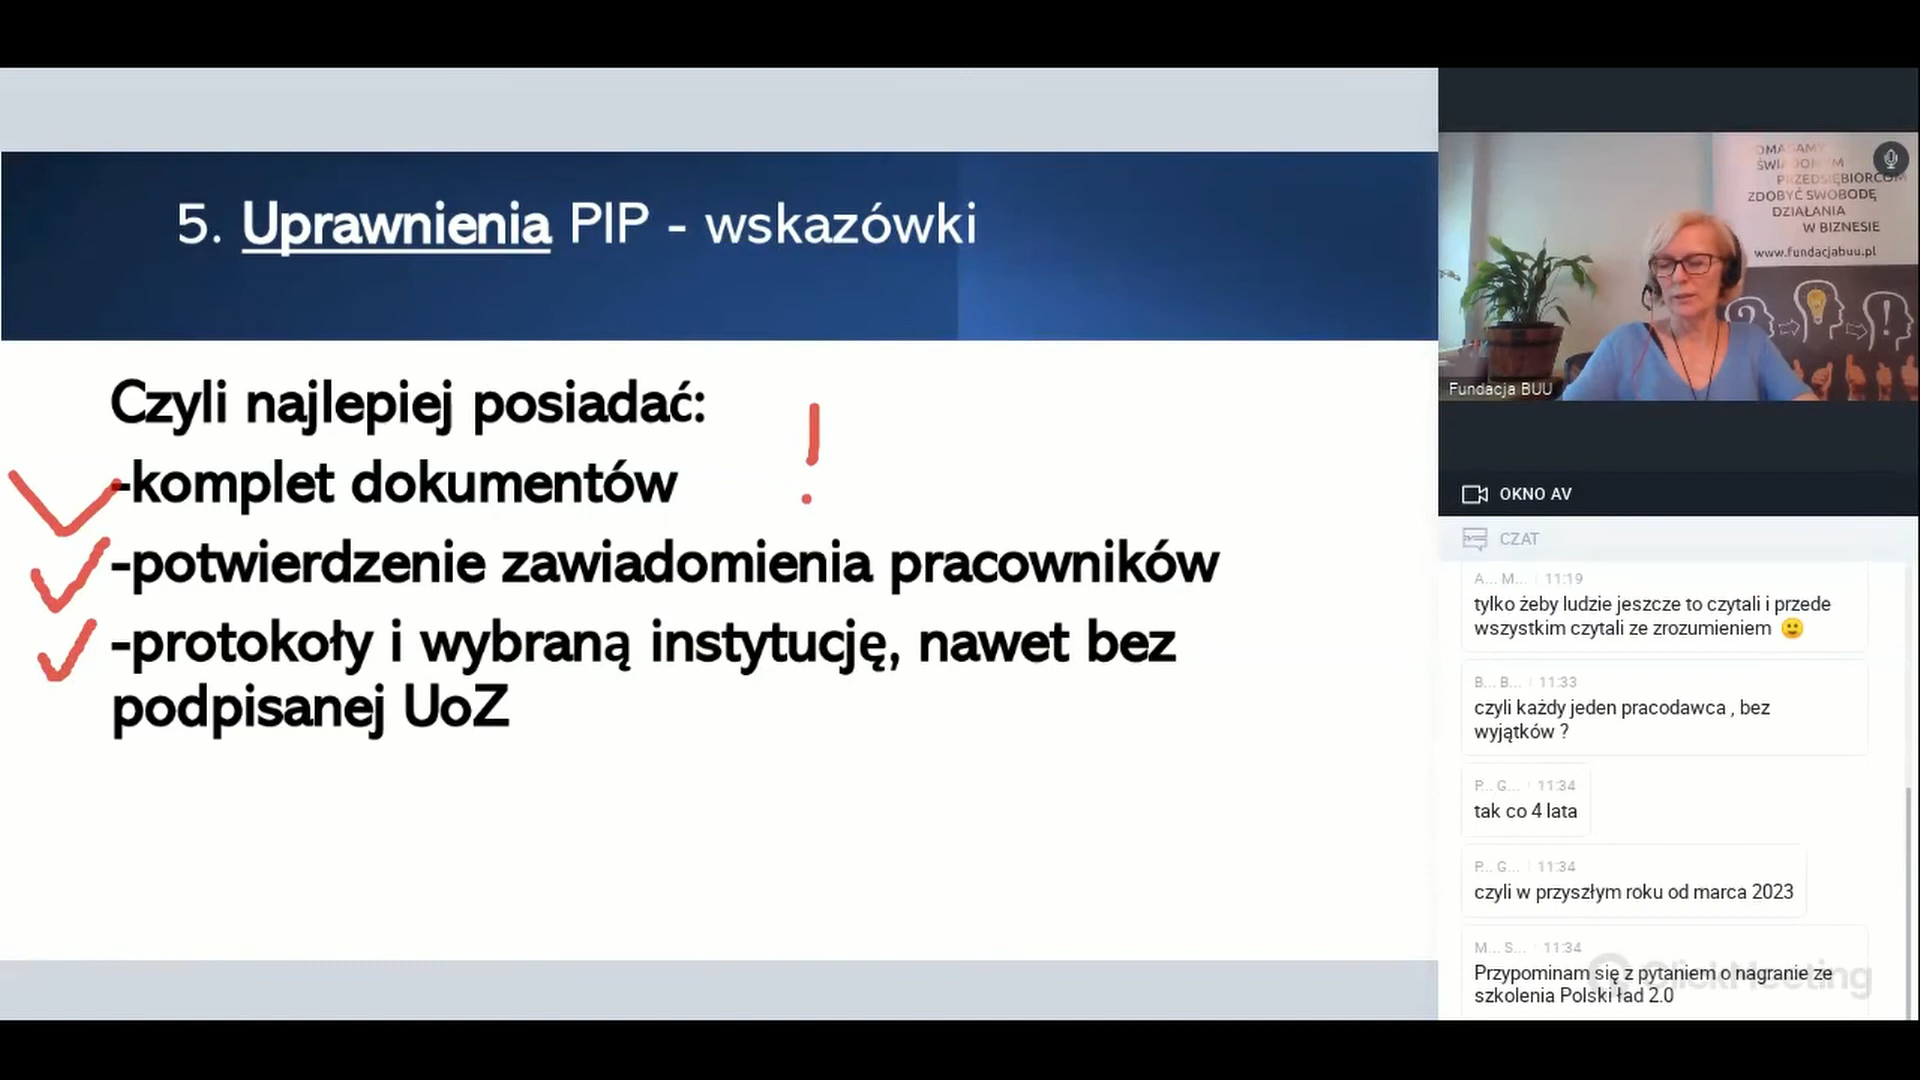 5. Uprawnienia PIP - wskazówki
Czyli najlepiej posiadać:
-komplet dokumentów
!
-potwierdzenie zawiadomienia pracowników
-protokoły i wybraną instytucję, nawet bez
podpisanej UoZ
OMAGAMY
ŚWIADOMYM
PRZEDSIĘBIORCOM
ZDOBYĆ SWOBODĘ
DZIAŁANIA
W BIZNESIE
www.fundacjabuu.pl
Fundacja BUU
OKNO AV
CZAT
A... M... 11:19
tylko żeby ludzie jeszcze to czytali i przede
wszystkim czytali ze zrozumieniem 🙂
B... B... 11:33
czyli każdy jeden pracodawca , bez
wyjątków ?
P... G... 11:34
tak co 4 lata
P... G... 11:34
czyli w przyszłym roku od marca 2023
M... S... 11:34
Przypominam się z pytaniem o nagranie ze
szkolenia Polski ład 2.0
ClickMeeting